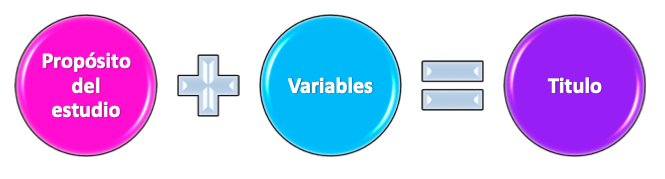 Propósito
del
estudio
Variables
Titulo